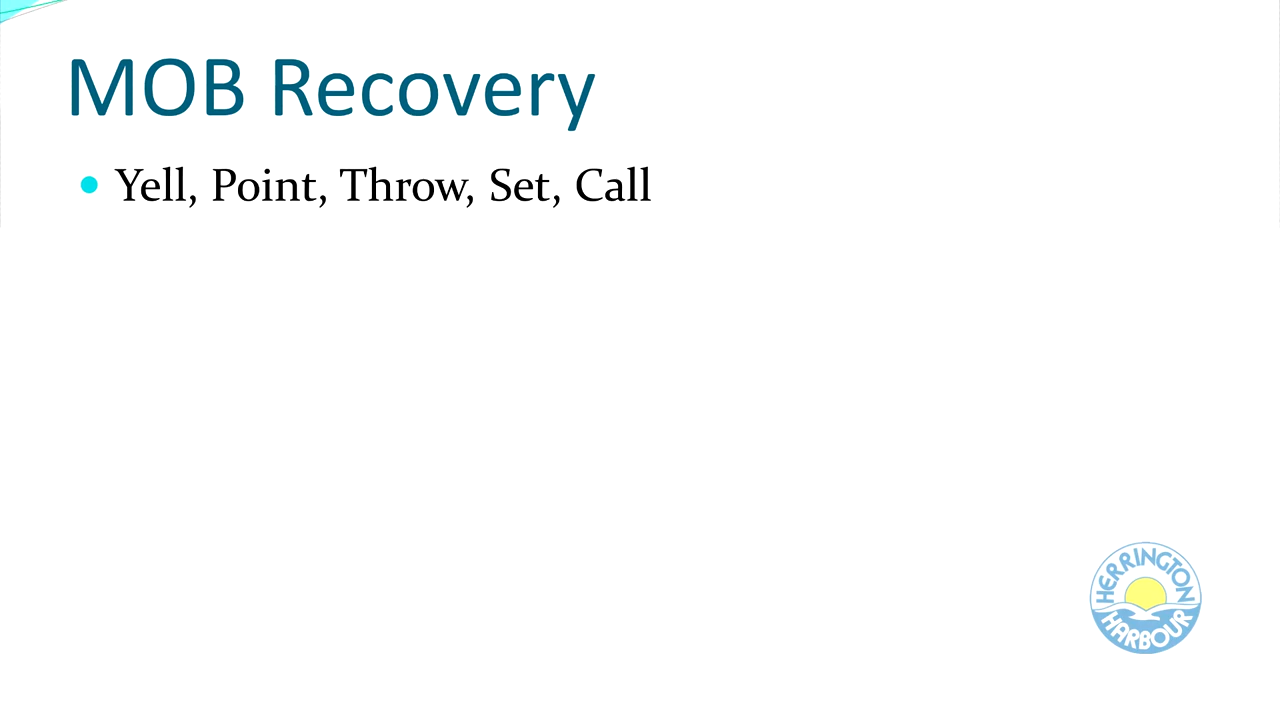 MOB Recovery
Yell, Point, Throw, Set, Call
HERRINGTON
HARBOUR